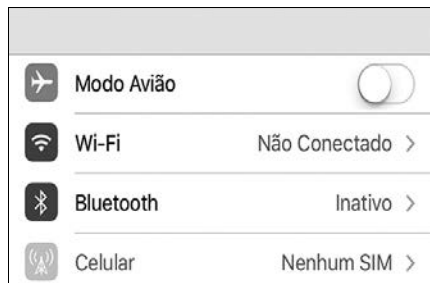 Modo Avião
Wi-Fi Não Conectado >
Bluetooth Inativo >
Celular Nenhum SIM >